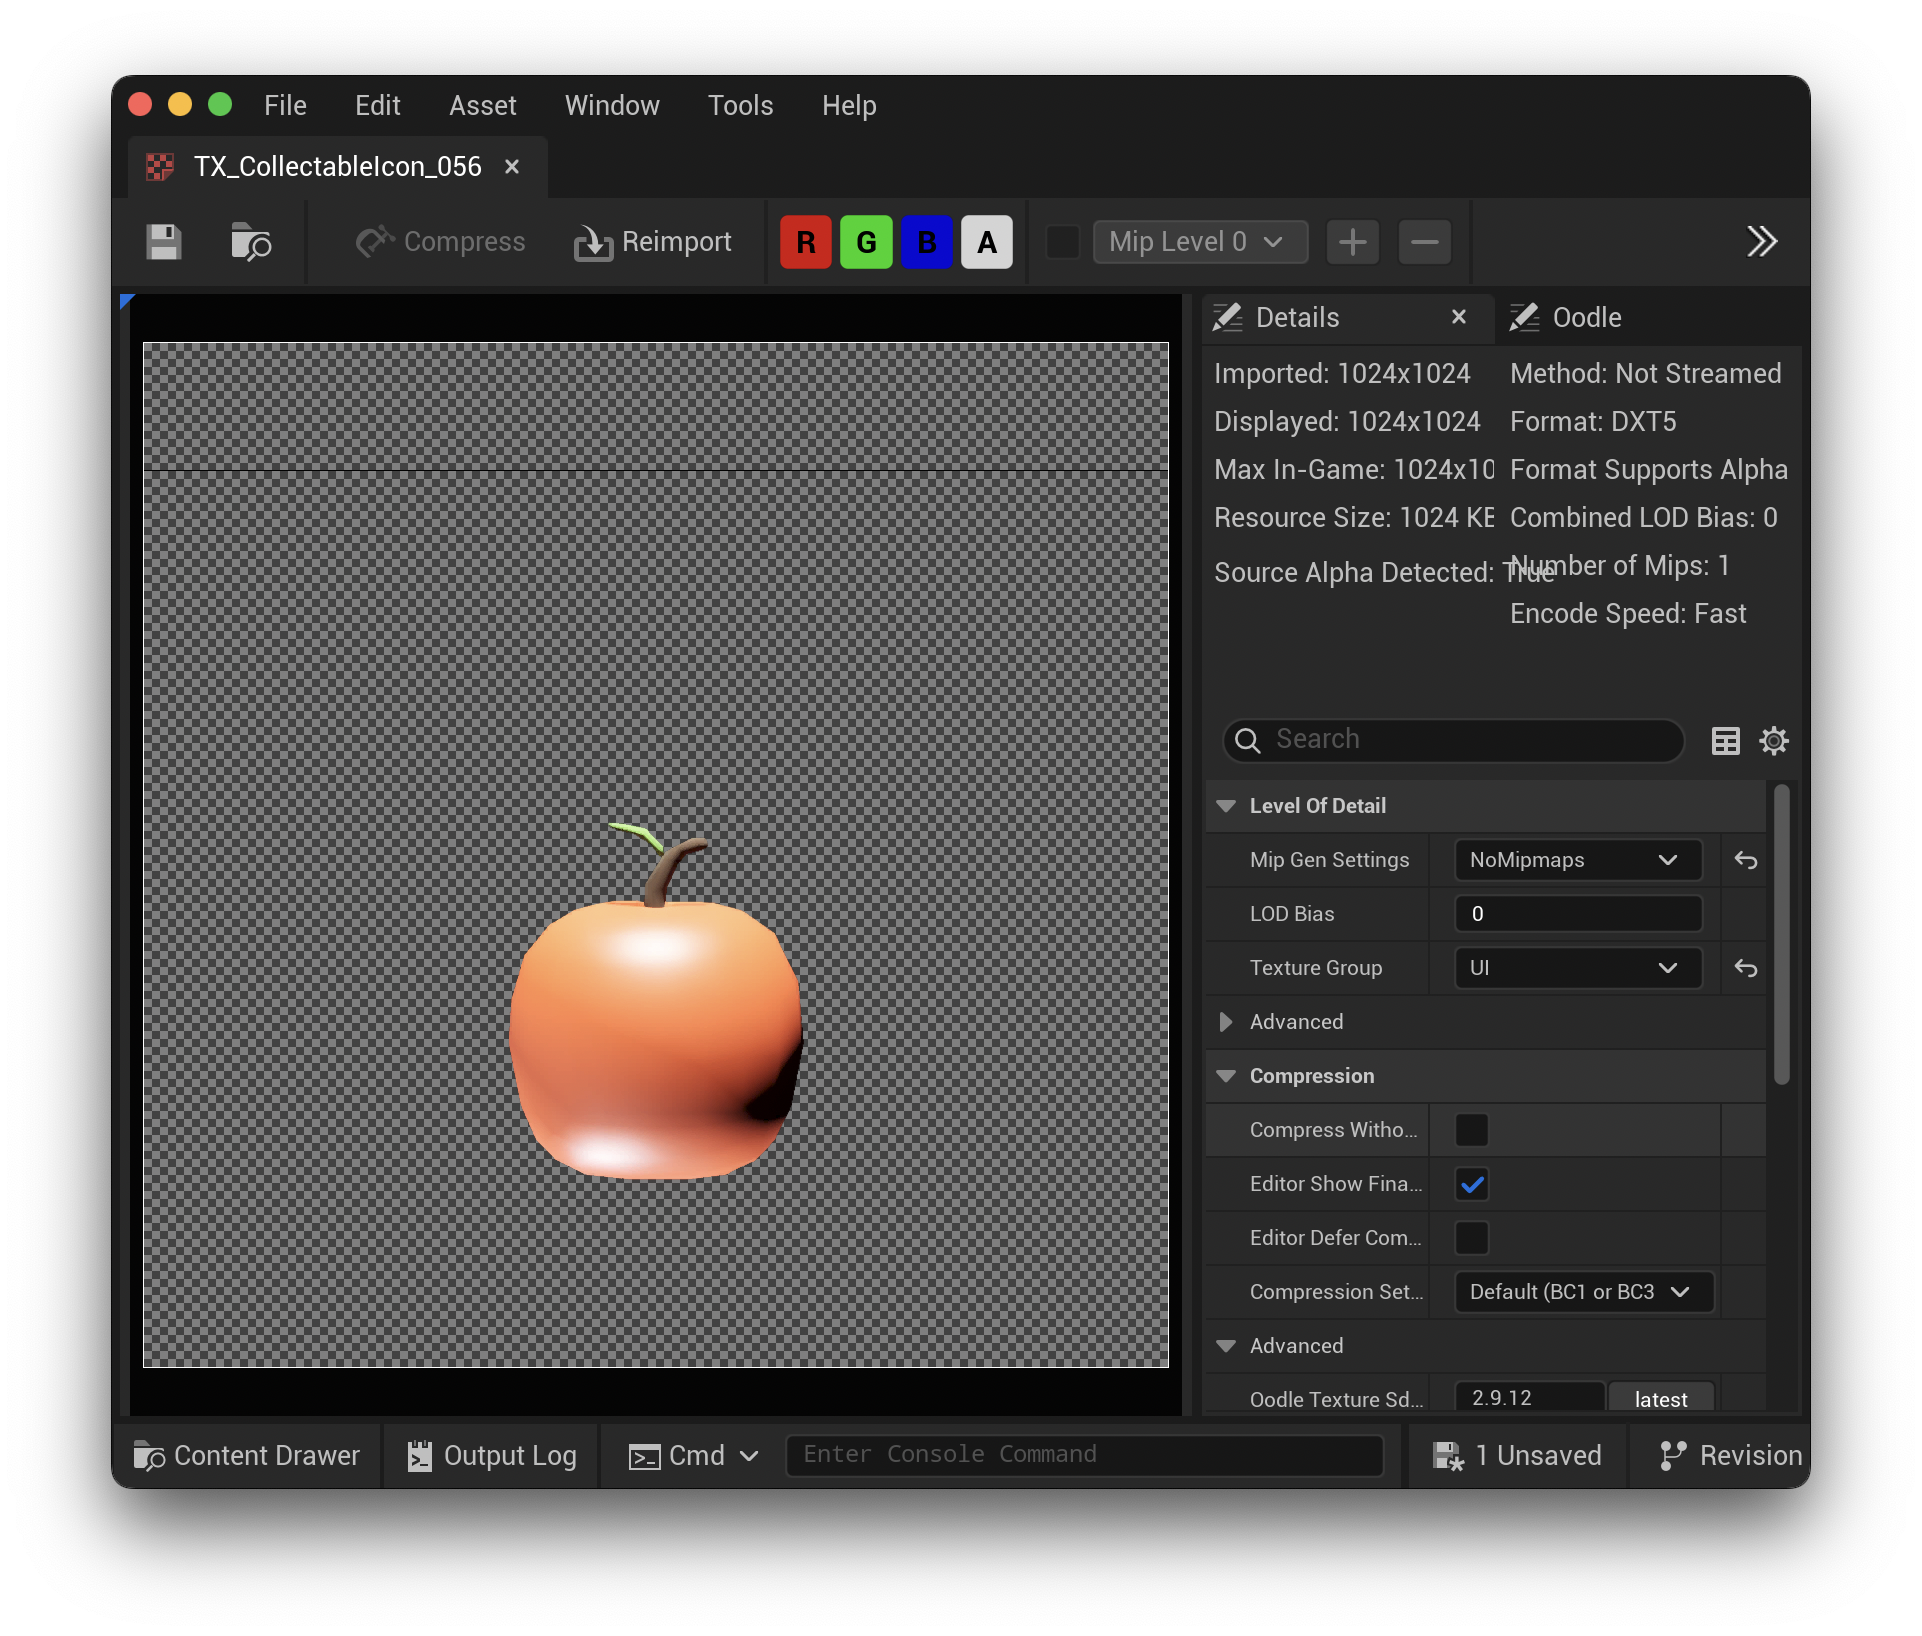 File Edit Asset Window Tools Help
TX_CollectableIcon_056
Compress Reimport R G B A Mip Level 0
Details Oodle
Imported: 1024x1024 Method: Not Streamed
Displayed: 1024x1024 Format: DXT5
Max In-Game: 1024x10 Format Supports Alpha
Resource Size: 1024 KB Combined LOD Bias: 0
Number of Mips: 1
Source Alpha Detected: True
Encode Speed: Fast
Search
Level Of Detail
Mip Gen Settings NoMipmaps
LOD Bias 0
Texture Group UI
Advanced
Compression
Compress Witho...
Editor Show Fina...
Editor Defer Com...
Compression Set... Default (BC1 or BC3
Advanced
Oodle Texture Sd... 2.9.12 latest
Content Drawer Output Log Cmd Enter Console Command 1 Unsaved Revision